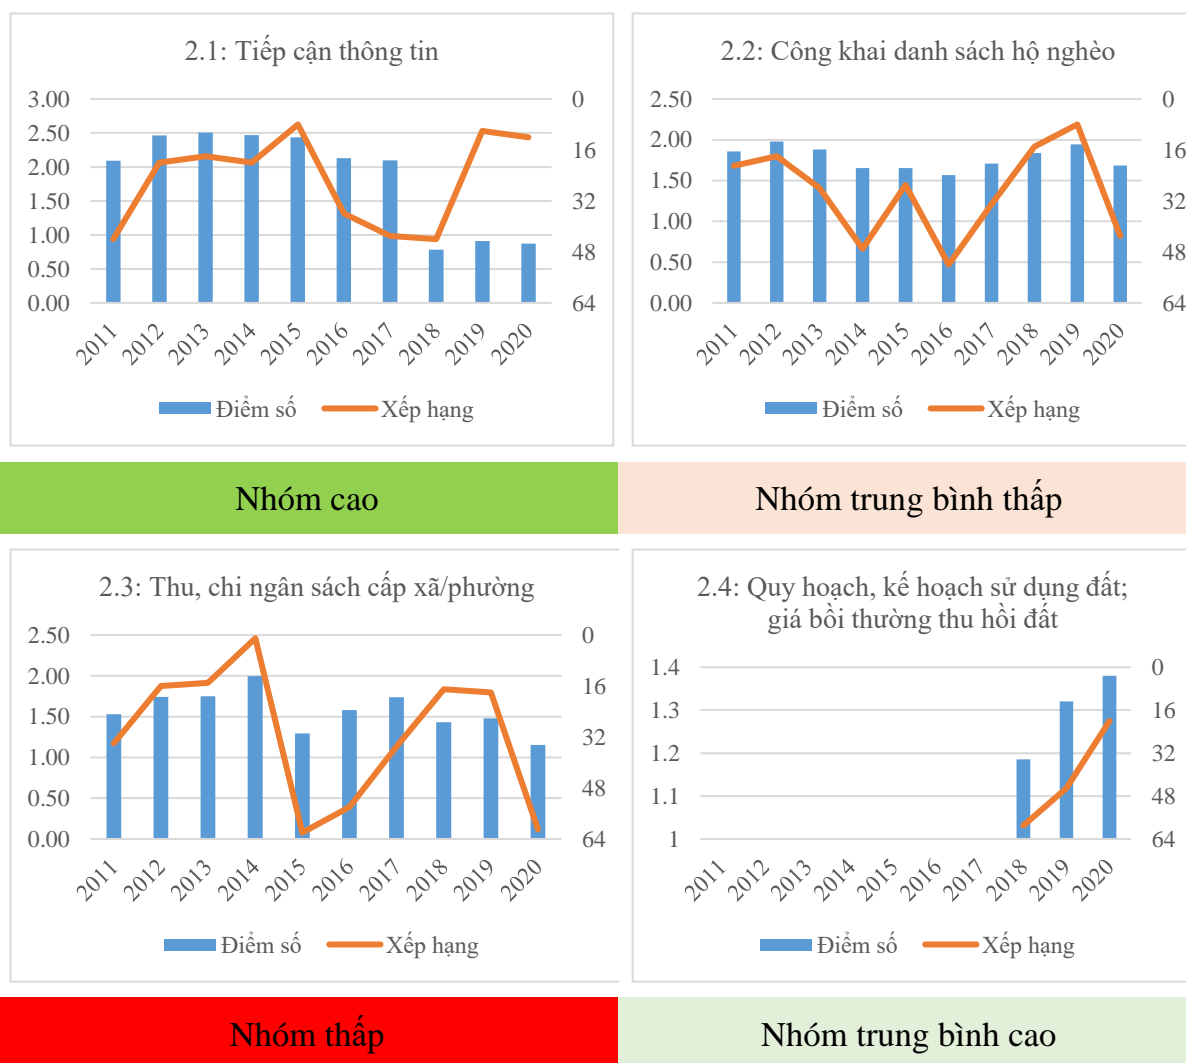 2.1: Tiếp cận thông tin
3.00
2.50
2.00
1.50
1.00
0.50
0.00
0
16
32
48
64
2011 2012 2013 2014 2015 2016 2017 2018 2019 2020
Điểm số Xếp hạng
2.2: Công khai danh sách hộ nghèo
2.50
2.00
1.50
1.00
0.50
0.00
0
16
32
48
64
2011 2012 2013 2014 2015 2016 2017 2018 2019 2020
Điểm số Xếp hạng
Nhóm cao
Nhóm trung bình thấp
2.3: Thu, chi ngân sách cấp xã/phường
2.50
2.00
1.50
1.00
0.50
0.00
0
16
32
48
64
2011 2012 2013 2014 2015 2016 2017 2018 2019 2020
Điểm số Xếp hạng
2.4: Quy hoạch, kế hoạch sử dụng đất;
giá bồi thường thu hồi đất
1.4
1.3
1.2
1.1
1
0
16
32
48
64
2011 2012 2013 2014 2015 2016 2017 2018 2019 2020
Điểm số Xếp hạng
Nhóm thấp
Nhóm trung bình cao